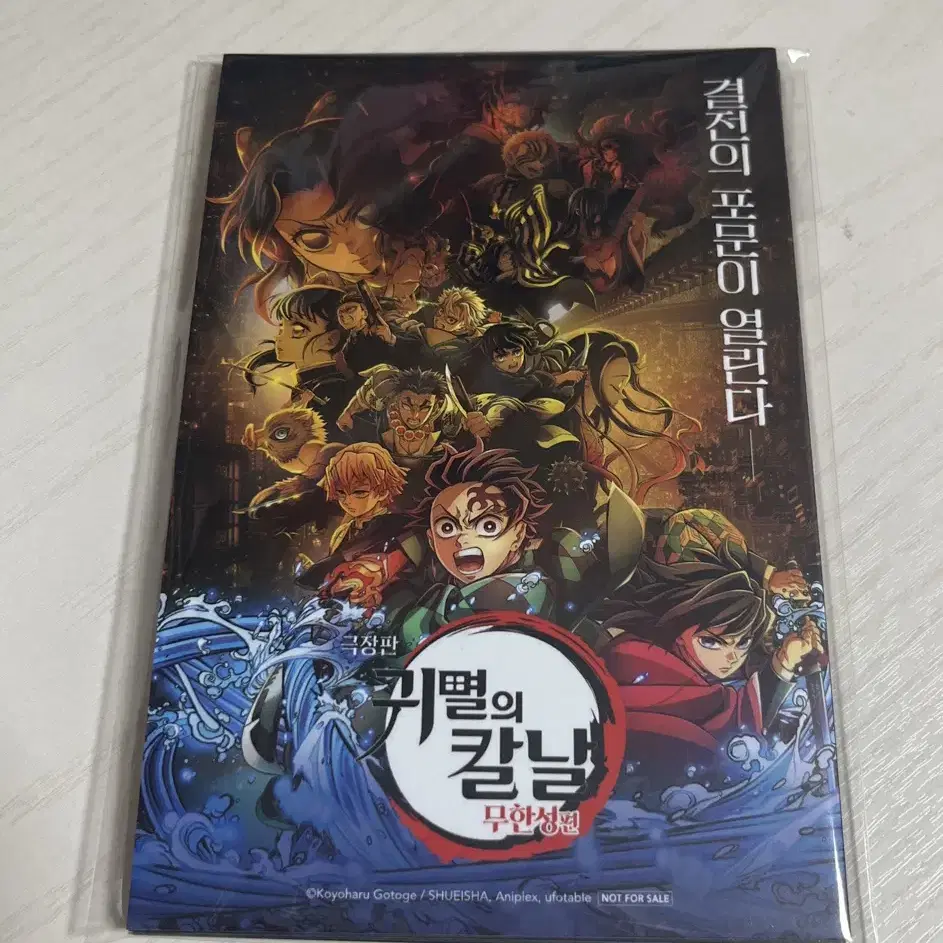 결전의 포문이 열린다
극장판
귀멸의
칼날
무한성편
©Koyoharu Gotoge / SHUEISHA, Aniplex, ufotable NOT FOR SALE